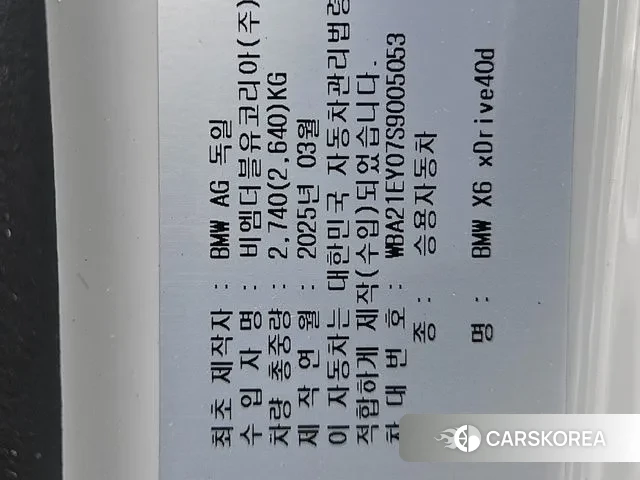 최초 제작자 : BMW AG 독일
수 입 자 명 : 비엠더블유코리아(주)
차량 총중량 : 2,740(2,640)KG
제 작 연 월 : 2025년 03월
이 자동차는 대한민국 자동차관리법령
적합하게 제작(수입)되었습니다.
차 대 번 호 : WBA21EY07S9005053
종 : 승용자동차
명 : BMW X6 xDrive40d
CARSKOREA